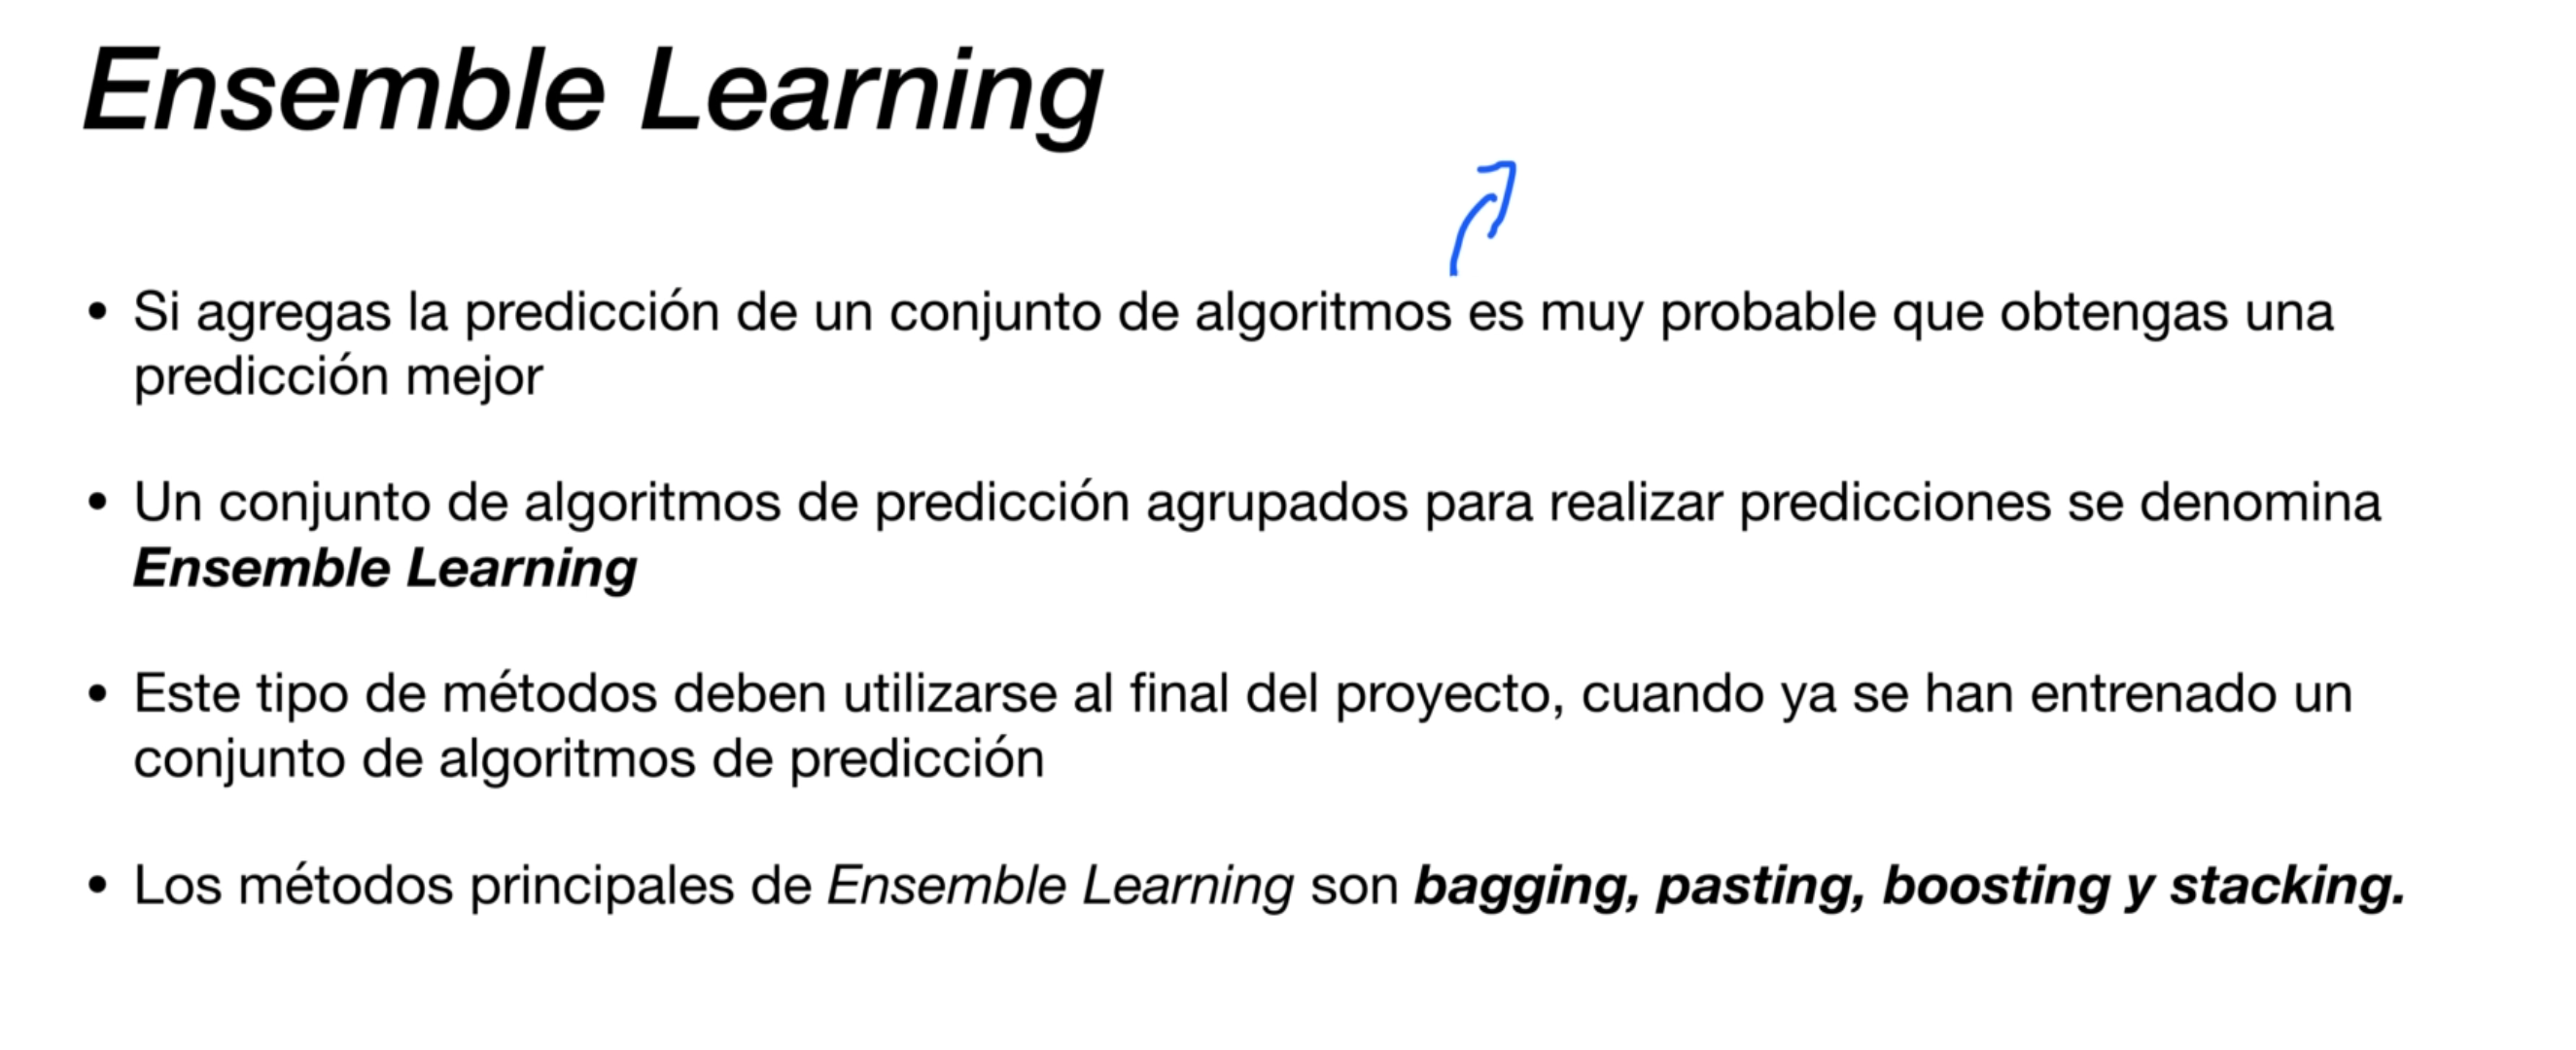 Ensemble Learning
• Si agregas la predicción de un conjunto de algoritmos es muy probable que obtengas una
predicción mejor
• Un conjunto de algoritmos de predicción agrupados para realizar predicciones se denomina
Ensemble Learning
• Este tipo de métodos deben utilizarse al final del proyecto, cuando ya se han entrenado un
conjunto de algoritmos de predicción
• Los métodos principales de Ensemble Learning son bagging, pasting, boosting y stacking.